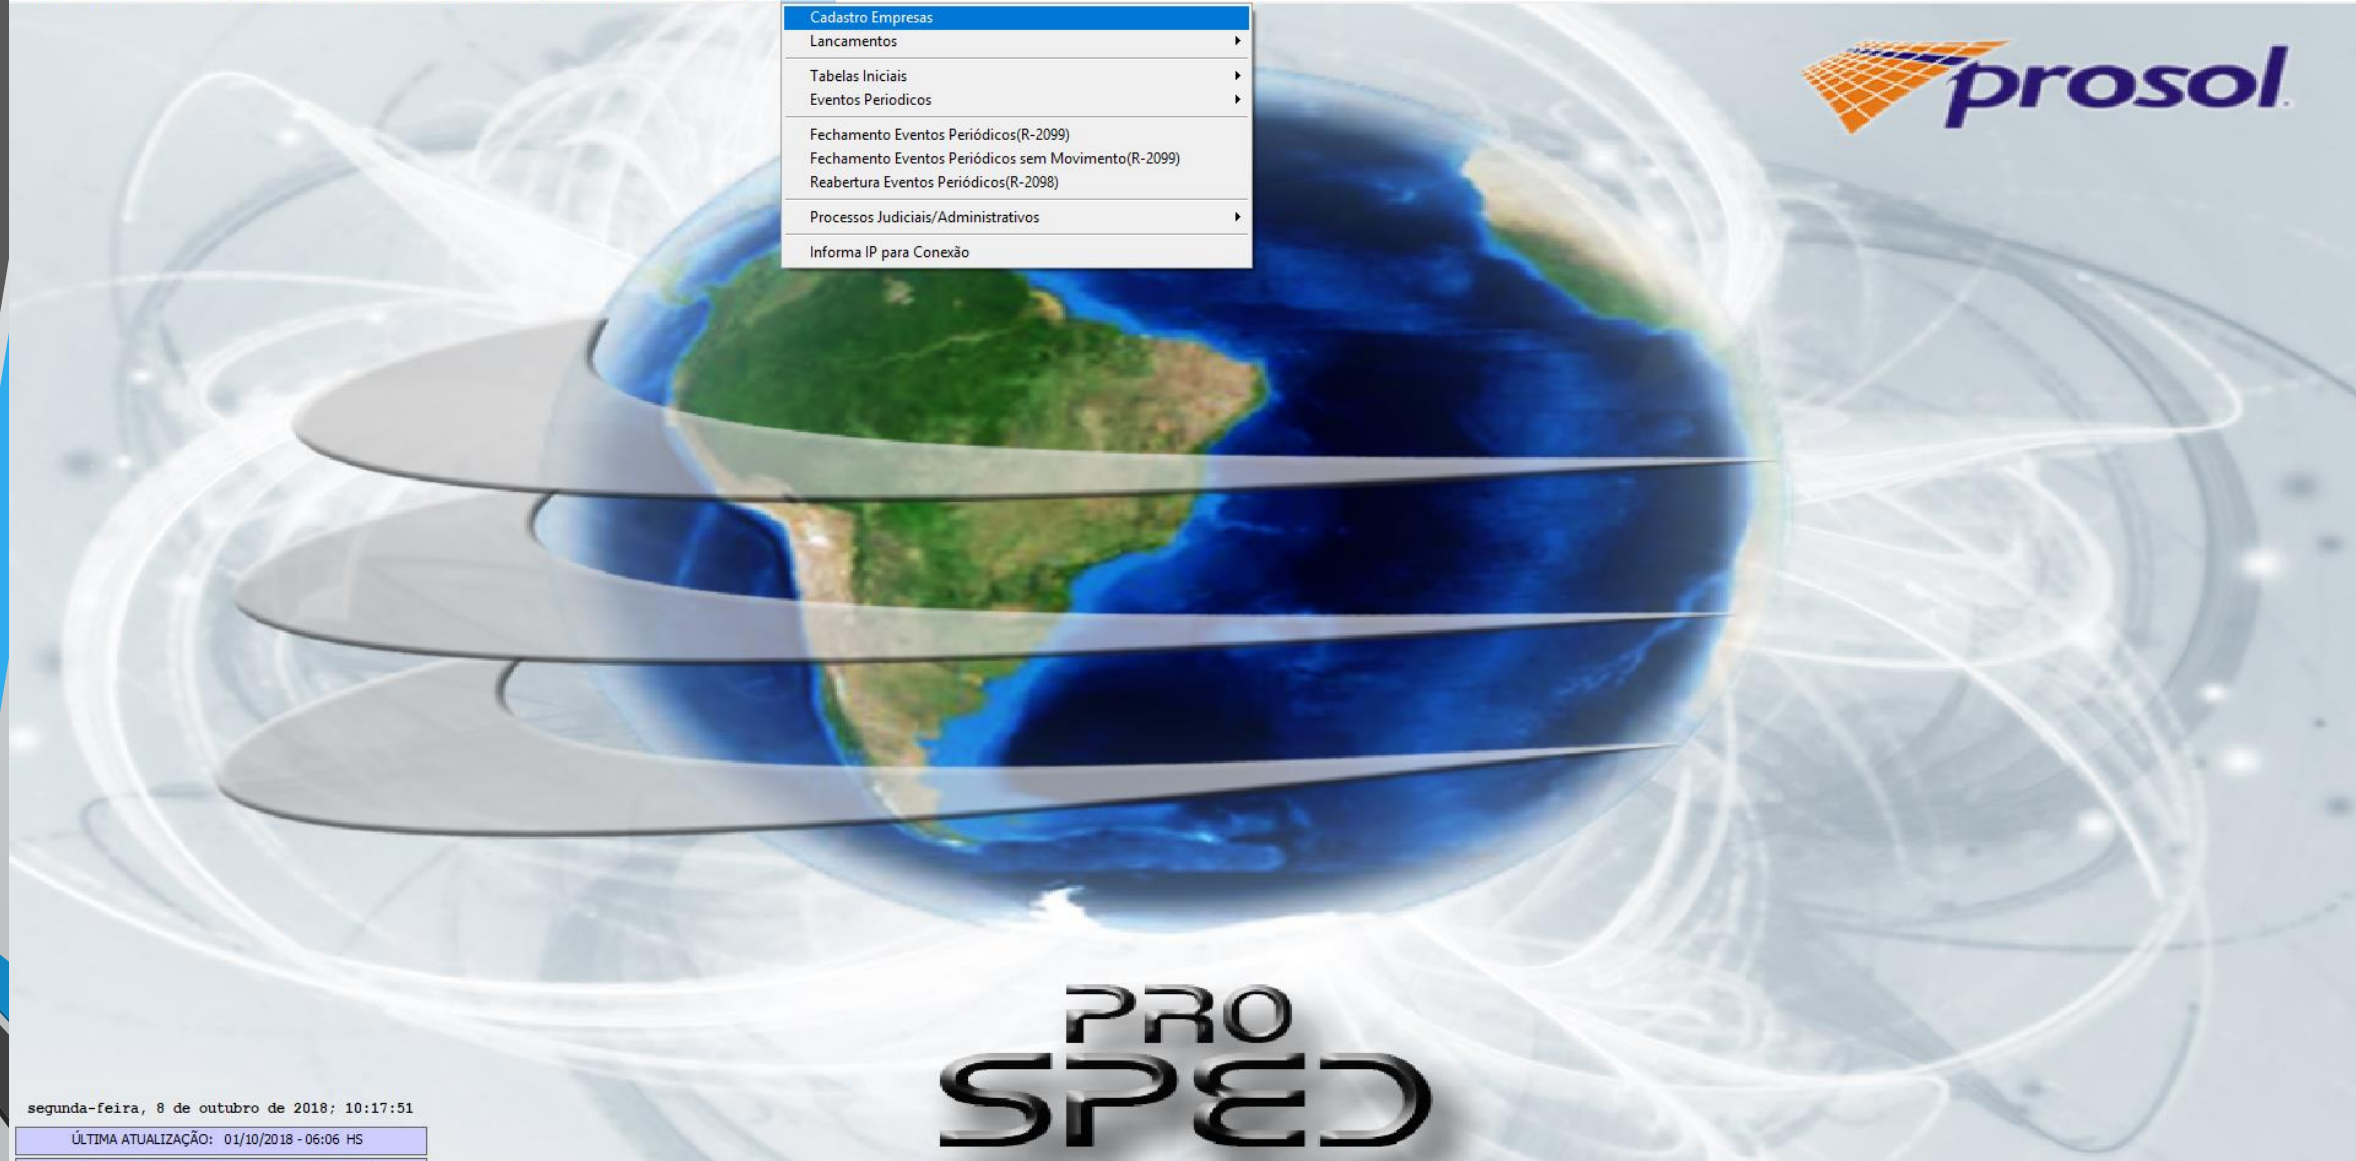 Cadastro Empresas
Lancamentos
Tabelas Iniciais
Eventos Periodicos
Fechamento Eventos Periódicos(R-2099)
Fechamento Eventos Periódicos sem Movimento(R-2099)
Reabertura Eventos Periódicos(R-2098)
Processos Judiciais/Administrativos
Informa IP para Conexão
prosol
PRO
SPED
segunda-feira, 8 de outubro de 2018; 10:17:51
ÚLTIMA ATUALIZAÇÃO: 01/10/2018 - 06:06 HS